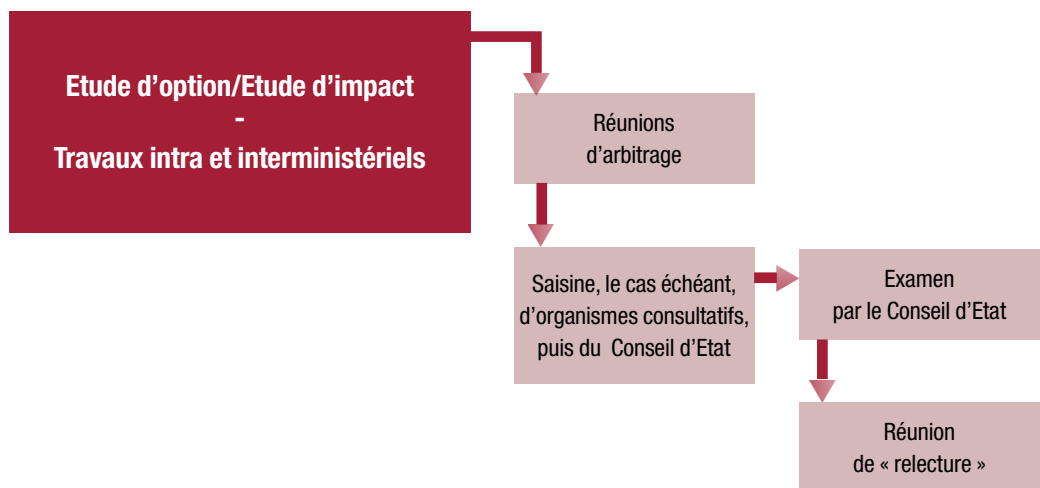 Etude d’option/Etude d’impact
-
Travaux intra et interministériels
Réunions
d’arbitrage
Saisine, le cas échéant,
d’organismes consultatifs,
puis du Conseil d’Etat
Examen
par le Conseil d’Etat
Réunion
de « relecture »